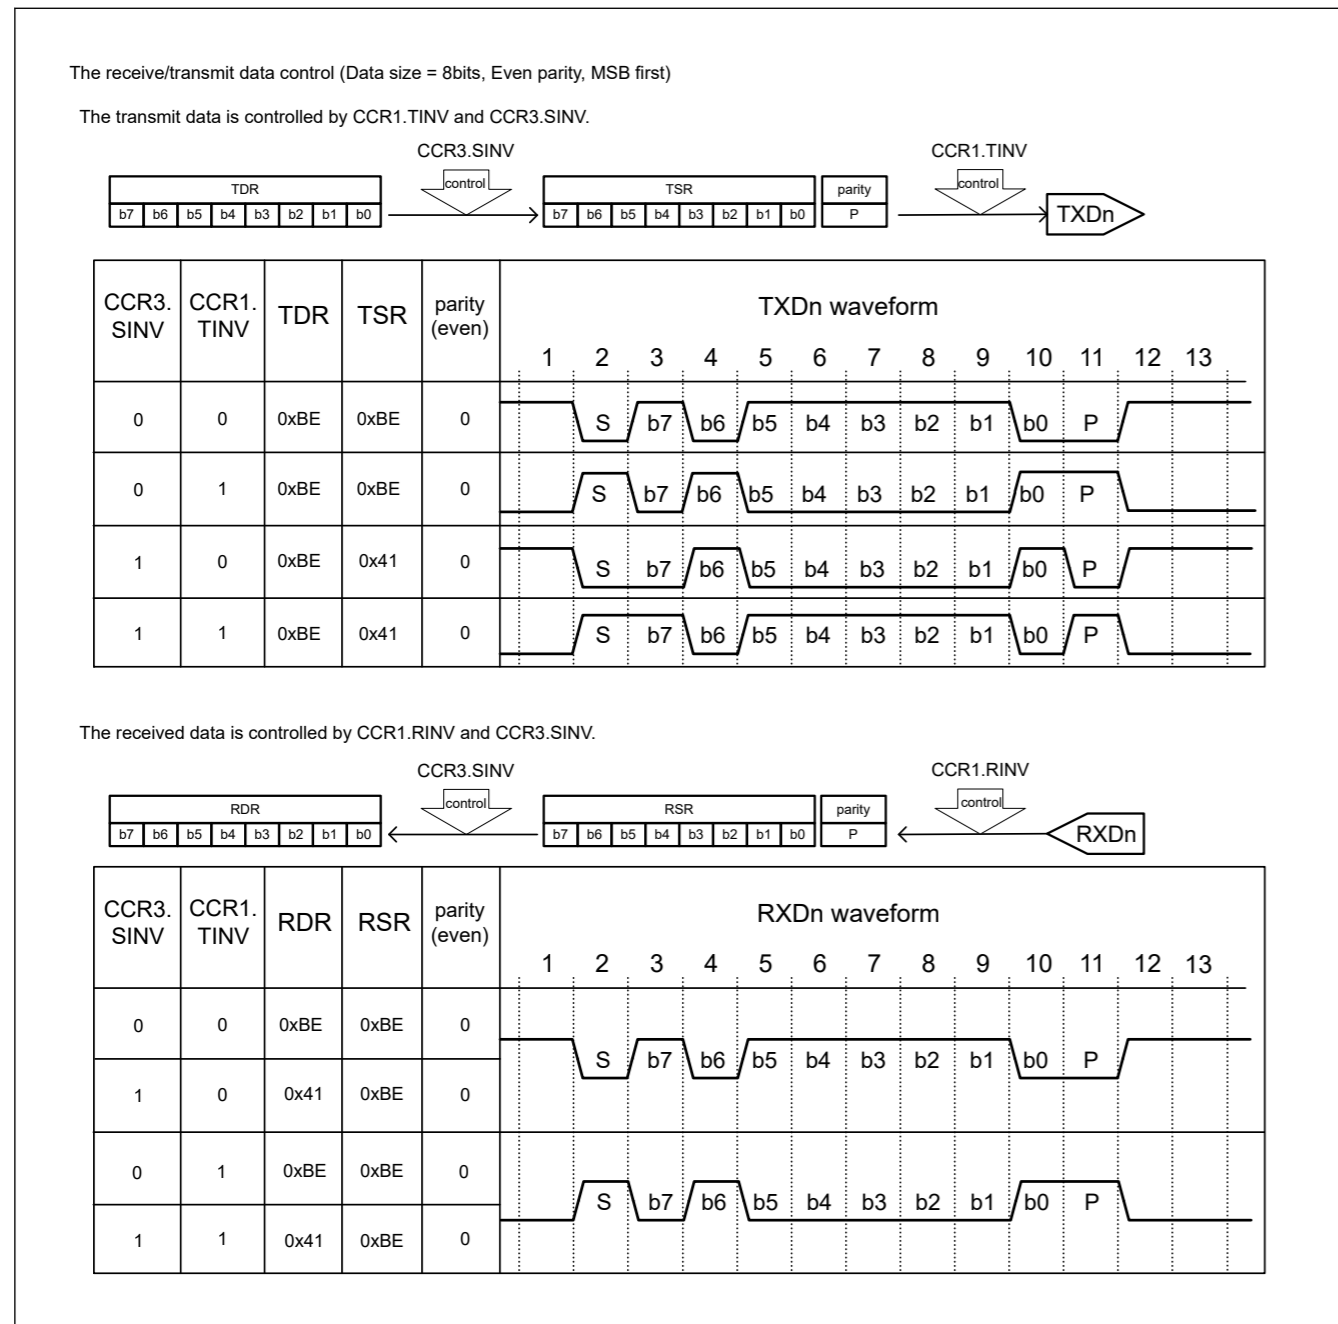 The receive/transmit data control (Data size = 8bits, Even parity, MSB first)
The transmit data is controlled by CCR1.TINV and CCR3.SINV.
CCR3.SINV CCR1.TINV
control control
TDR TSR parity
b7 b6 b5 b4 b3 b2 b1 b0 b7 b6 b5 b4 b3 b2 b1 b0 P TXDn
CCR3. SINV CCR1. TINV TDR TSR parity (even) TXDn waveform
1 2 3 4 5 6 7 8 9 10 11 12 13
0 0 0xBE 0xBE 0 S b7 b6 b5 b4 b3 b2 b1 b0 P
0 1 0xBE 0xBE 0 S b7 b6 b5 b4 b3 b2 b1 b0 P
1 0 0xBE 0x41 0 S b7 b6 b5 b4 b3 b2 b1 b0 P
1 1 0xBE 0x41 0 S b7 b6 b5 b4 b3 b2 b1 b0 P
The received data is controlled by CCR1.RINV and CCR3.SINV.
CCR3.SINV CCR1.RINV
control control
RDR RSR parity
b7 b6 b5 b4 b3 b2 b1 b0 b7 b6 b5 b4 b3 b2 b1 b0 P RXDn
CCR3. SINV CCR1. TINV RDR RSR parity (even) RXDn waveform
1 2 3 4 5 6 7 8 9 10 11 12 13
0 0 0xBE 0xBE 0
S b7 b6 b5 b4 b3 b2 b1 b0 P
1 0 0x41 0xBE 0
0 1 0xBE 0xBE 0
S b7 b6 b5 b4 b3 b2 b1 b0 P
1 1 0x41 0xBE 0